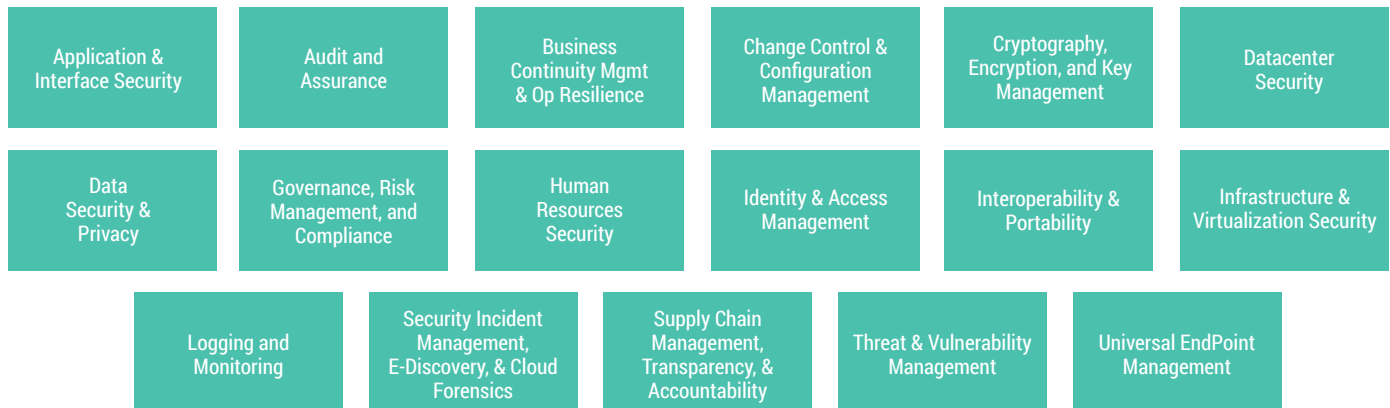 Application &
Interface Security
Audit and
Assurance
Business
Continuity Mgmt
& Op Resilience
Change Control &
Configuration
Management
Cryptography,
Encryption, and Key
Management
Datacenter
Security
Data
Security &
Privacy
Governance, Risk
Management, and
Compliance
Human
Resources
Security
Identity & Access
Management
Interoperability &
Portability
Infrastructure &
Virtualization Security
Logging and
Monitoring
Security Incident
Management,
E-Discovery, & Cloud
Forensics
Supply Chain
Management,
Transparency, &
Accountability
Threat & Vulnerability
Management
Universal EndPoint
Management